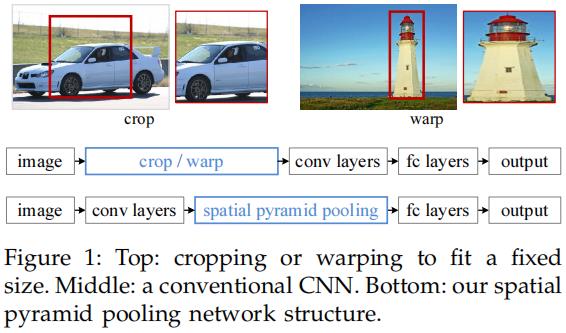 crop
warp
image crop / warp conv layers fc layers output
image conv layers spatial pyramid pooling fc layers output
Figure 1: Top: cropping or warping to fit a fixed
size. Middle: a conventional CNN. Bottom: our spatial
pyramid pooling network structure.